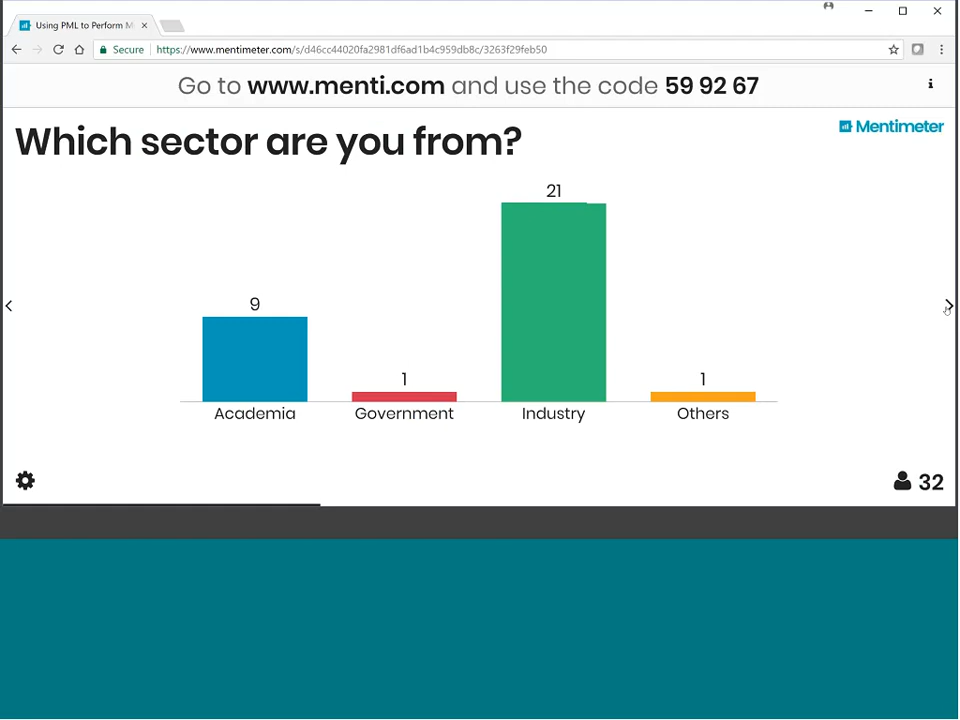 Using PML to Perform M
Secure
https://www.mentimeter.com/s/d46cc44020fa2981df6ad1b4c959db8c/3263f29feb50
Go to www.menti.com and use the code 59 92 67
Which sector are you from?
Mentimeter
21
9
1
1
Academia
Government
Industry
Others
32